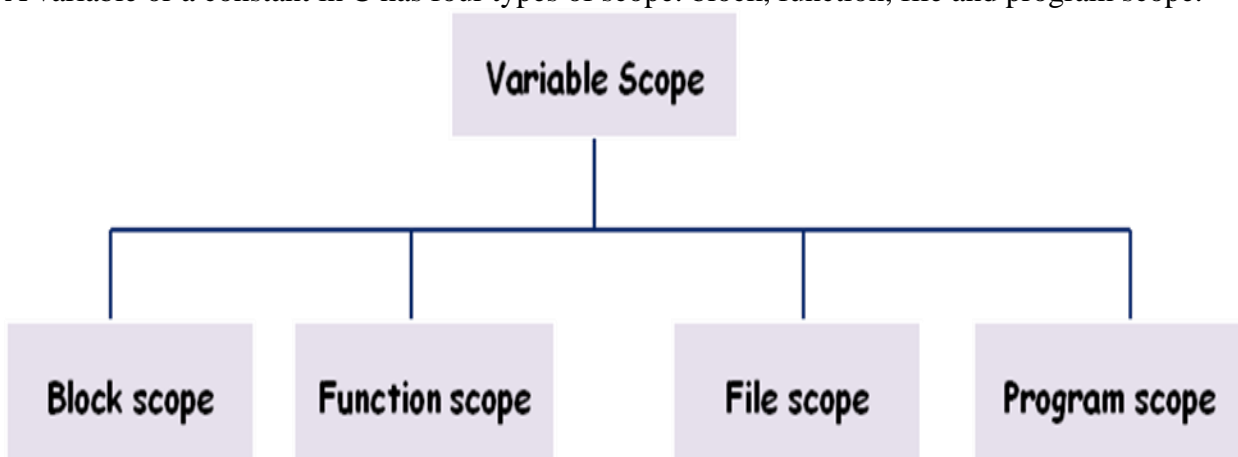 A variable or a constant in C has four types of scope: block, function, file and program scope.
Variable Scope
Block scope
Function scope
File scope
Program scope